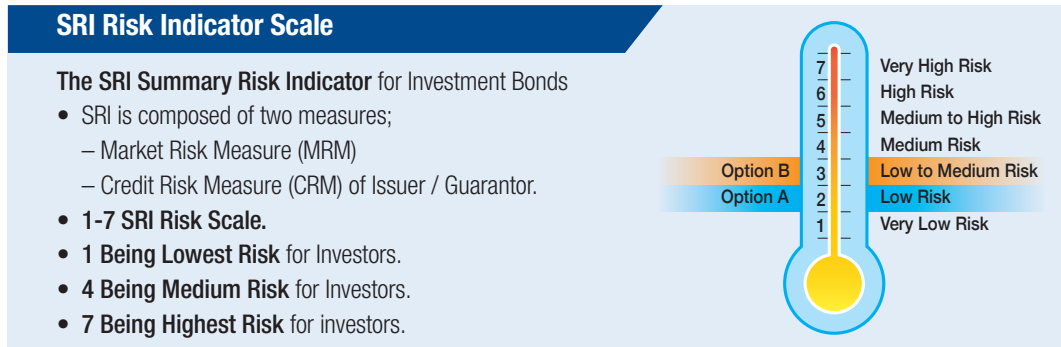 SRI Risk Indicator Scale
The SRI Summary Risk Indicator for Investment Bonds
• SRI is composed of two measures;
– Market Risk Measure (MRM)
– Credit Risk Measure (CRM) of Issuer / Guarantor.
• 1-7 SRI Risk Scale.
• 1 Being Lowest Risk for Investors.
• 4 Being Medium Risk for Investors.
• 7 Being Highest Risk for investors.
7 Very High Risk
6 High Risk
5 Medium to High Risk
4 Medium Risk
Option B 3 Low to Medium Risk
Option A 2 Low Risk
1 Very Low Risk